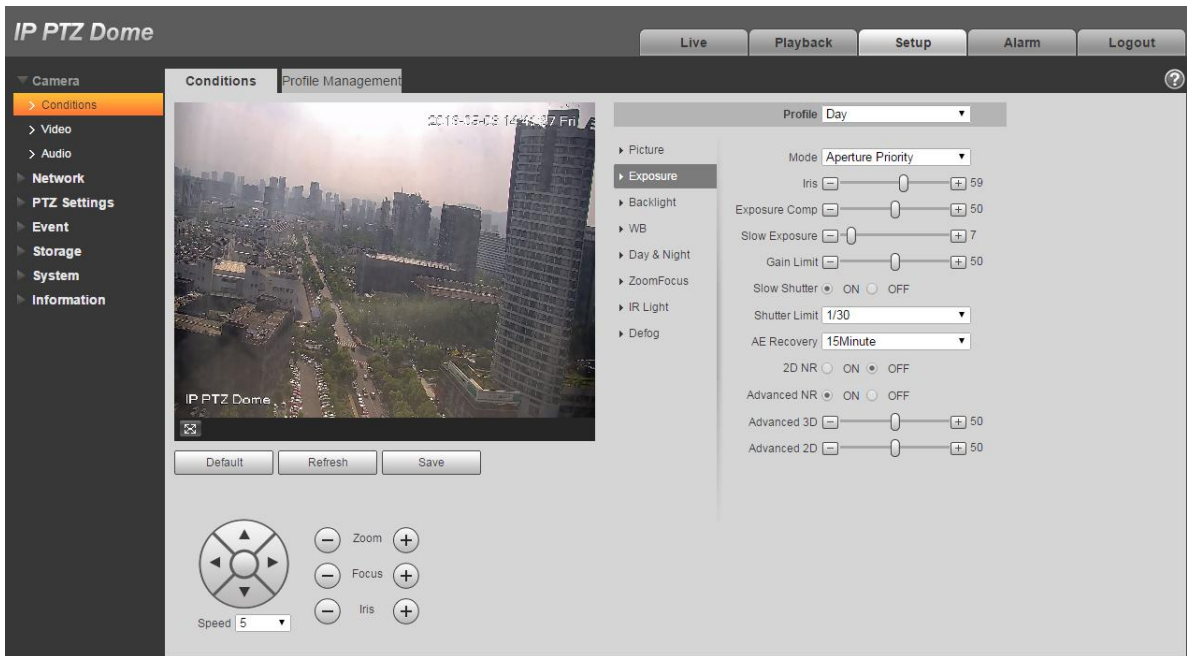 IP PTZ Dome
Live
Playback
Setup
Alarm
Logout
Camera
Conditions
Video
Audio
Network
PTZ Settings
Event
Storage
System
Information
Conditions
Profile Management
IP PTZ Dome
Default
Refresh
Save
Zoom
Focus
Iris
Speed 5
Profile Day
Picture
Exposure
Backlight
WB
Day & Night
ZoomFocus
IR Light
Defog
Mode Aperture Priority
Iris 59
Exposure Comp 50
Slow Exposure 7
Gain Limit 50
Slow Shutter ON OFF
Shutter Limit 1/30
AE Recovery 15Minute
2D NR ON OFF
Advanced NR ON OFF
Advanced 3D 50
Advanced 2D 50